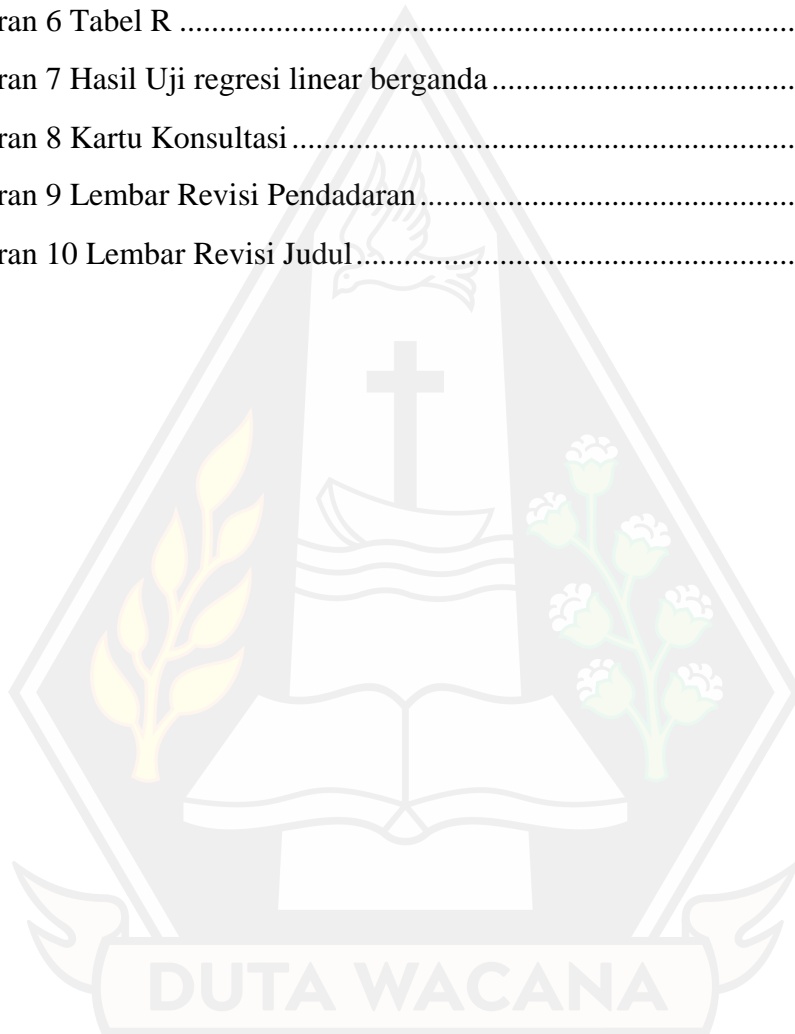 ran 6 Tabel R ..............................................................................
ran 7 Hasil Uji regresi linear berganda.......................................
ran 8 Kartu Konsultasi................................................................
ran 9 Lembar Revisi Pendadaran................................................
ran 10 Lembar Revisi Judul........................................................
DUTA WACANA